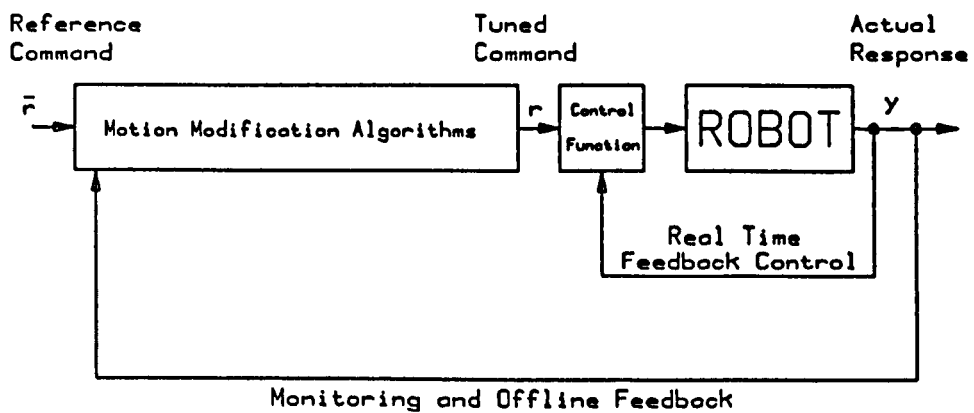 Reference
Command
Tuned
Command
Actual
Response
r̄
Motion Modification Algorithms
r
Control
Function
ROBOT
y
Real Time
Feedback Control
Monitoring and Offline Feedback